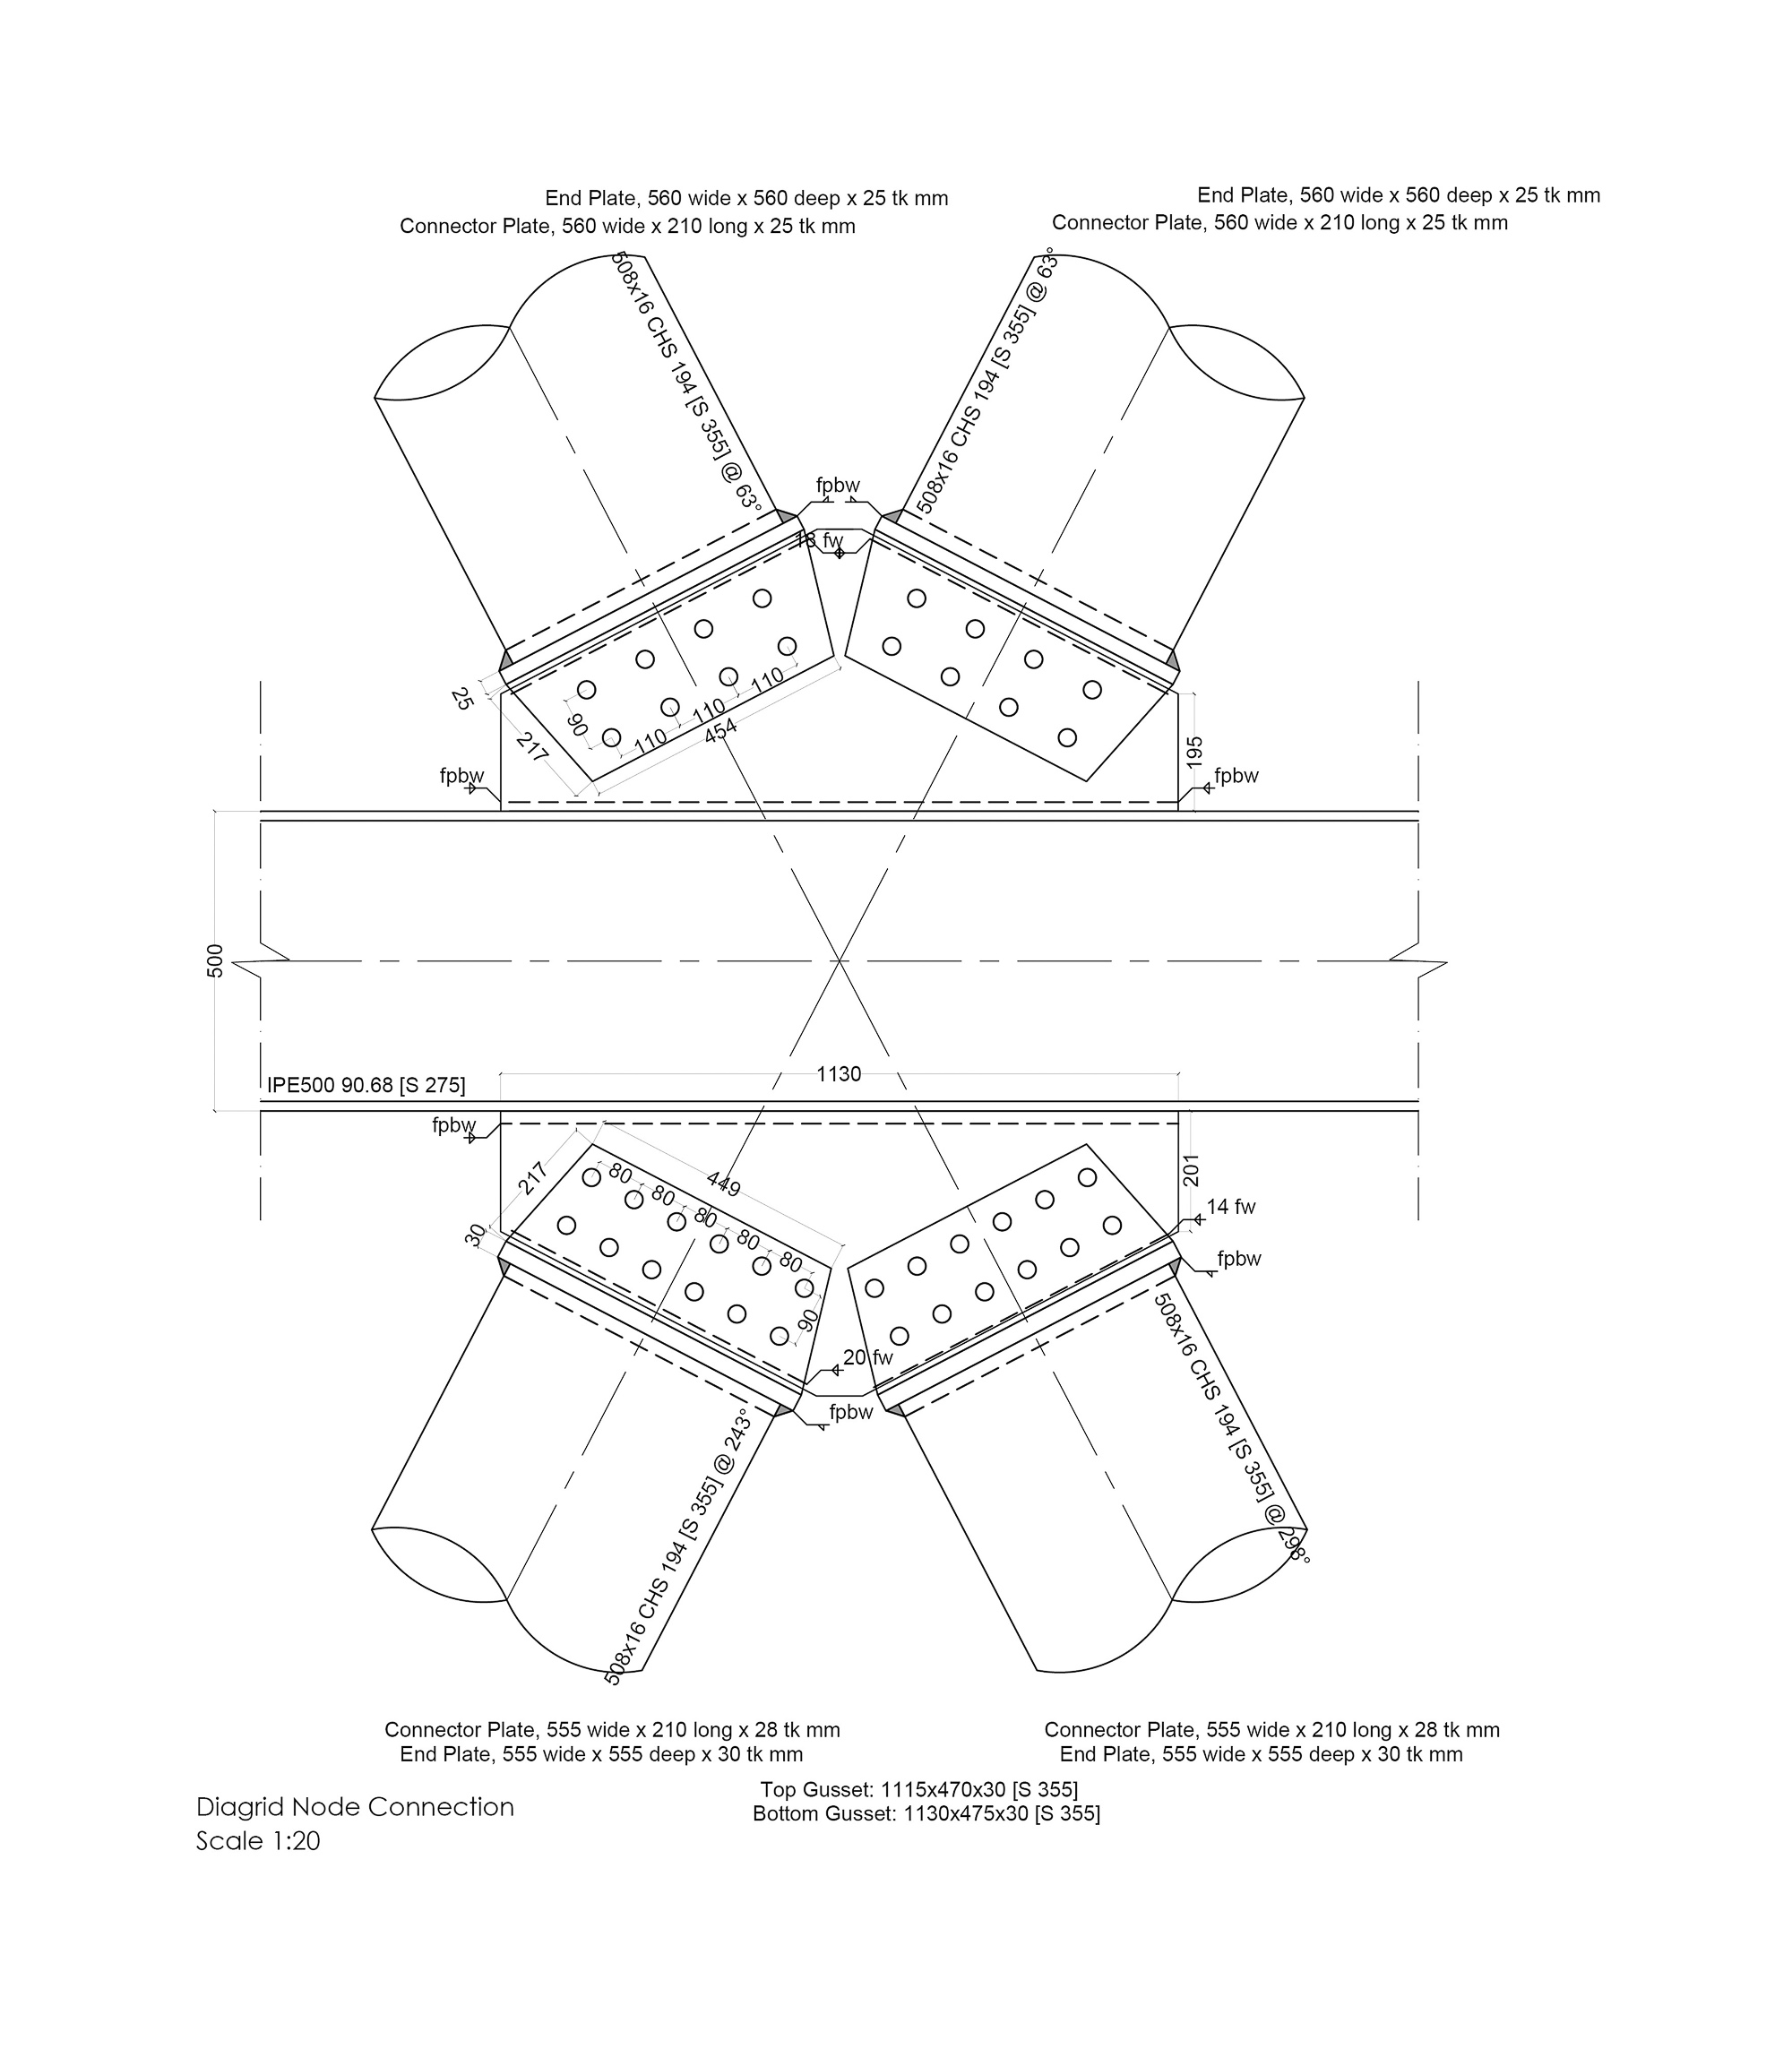 End Plate, 560 wide x 560 deep x 25 tk mm
Connector Plate, 560 wide x 210 long x 25 tk mm
End Plate, 560 wide x 560 deep x 25 tk mm
Connector Plate, 560 wide x 210 long x 25 tk mm
508x16 CHS 194 [S 355] @ 63°
508x16 CHS 194 [S 355] @ 63°
fpbw
18 fw
25
217
90
110
110
110
454
195
fpbw
fpbw
500
1130
IPE500 90.68 [S 275]
fpbw
217
80
80
80
80
80
449
90
30
201
14 fw
fpbw
20 fw
fpbw
508x16 CHS 194 [S 355] @ 243°
508x16 CHS 194 [S 355] @ 298°
Connector Plate, 555 wide x 210 long x 28 tk mm
End Plate, 555 wide x 555 deep x 30 tk mm
Connector Plate, 555 wide x 210 long x 28 tk mm
End Plate, 555 wide x 555 deep x 30 tk mm
Top Gusset: 1115x470x30 [S 355]
Bottom Gusset: 1130x475x30 [S 355]
Diagrid Node Connection
Scale 1:20